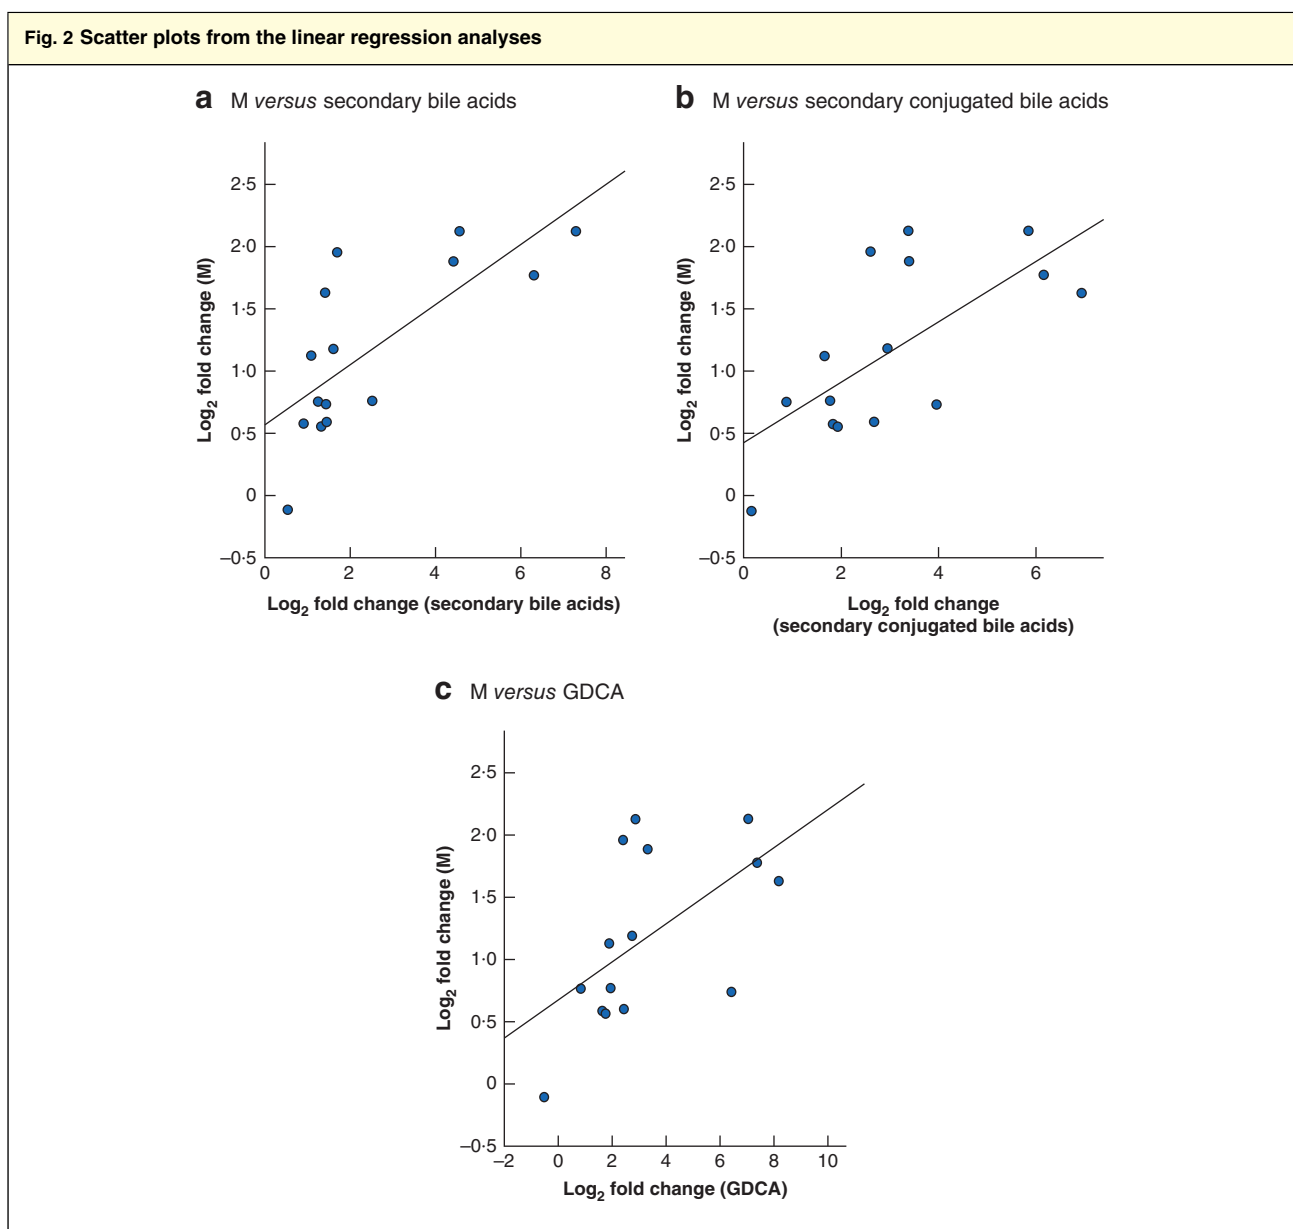 Fig. 2 Scatter plots from the linear regression analyses
a M versus secondary bile acids
b M versus secondary conjugated bile acids
2·5
2·0
1·5
1·0
0·5
0
–0·5
Log2 fold change (M)
0 2 4 6 8
Log2 fold change (secondary bile acids)
2·5
2·0
1·5
1·0
0·5
0
–0·5
Log2 fold change (M)
0 2 4 6
Log2 fold change
(secondary conjugated bile acids)
c M versus GDCA
2·5
2·0
1·5
1·0
0·5
0
–0·5
Log2 fold change (M)
–2 0 2 4 6 8 10
Log2 fold change (GDCA)